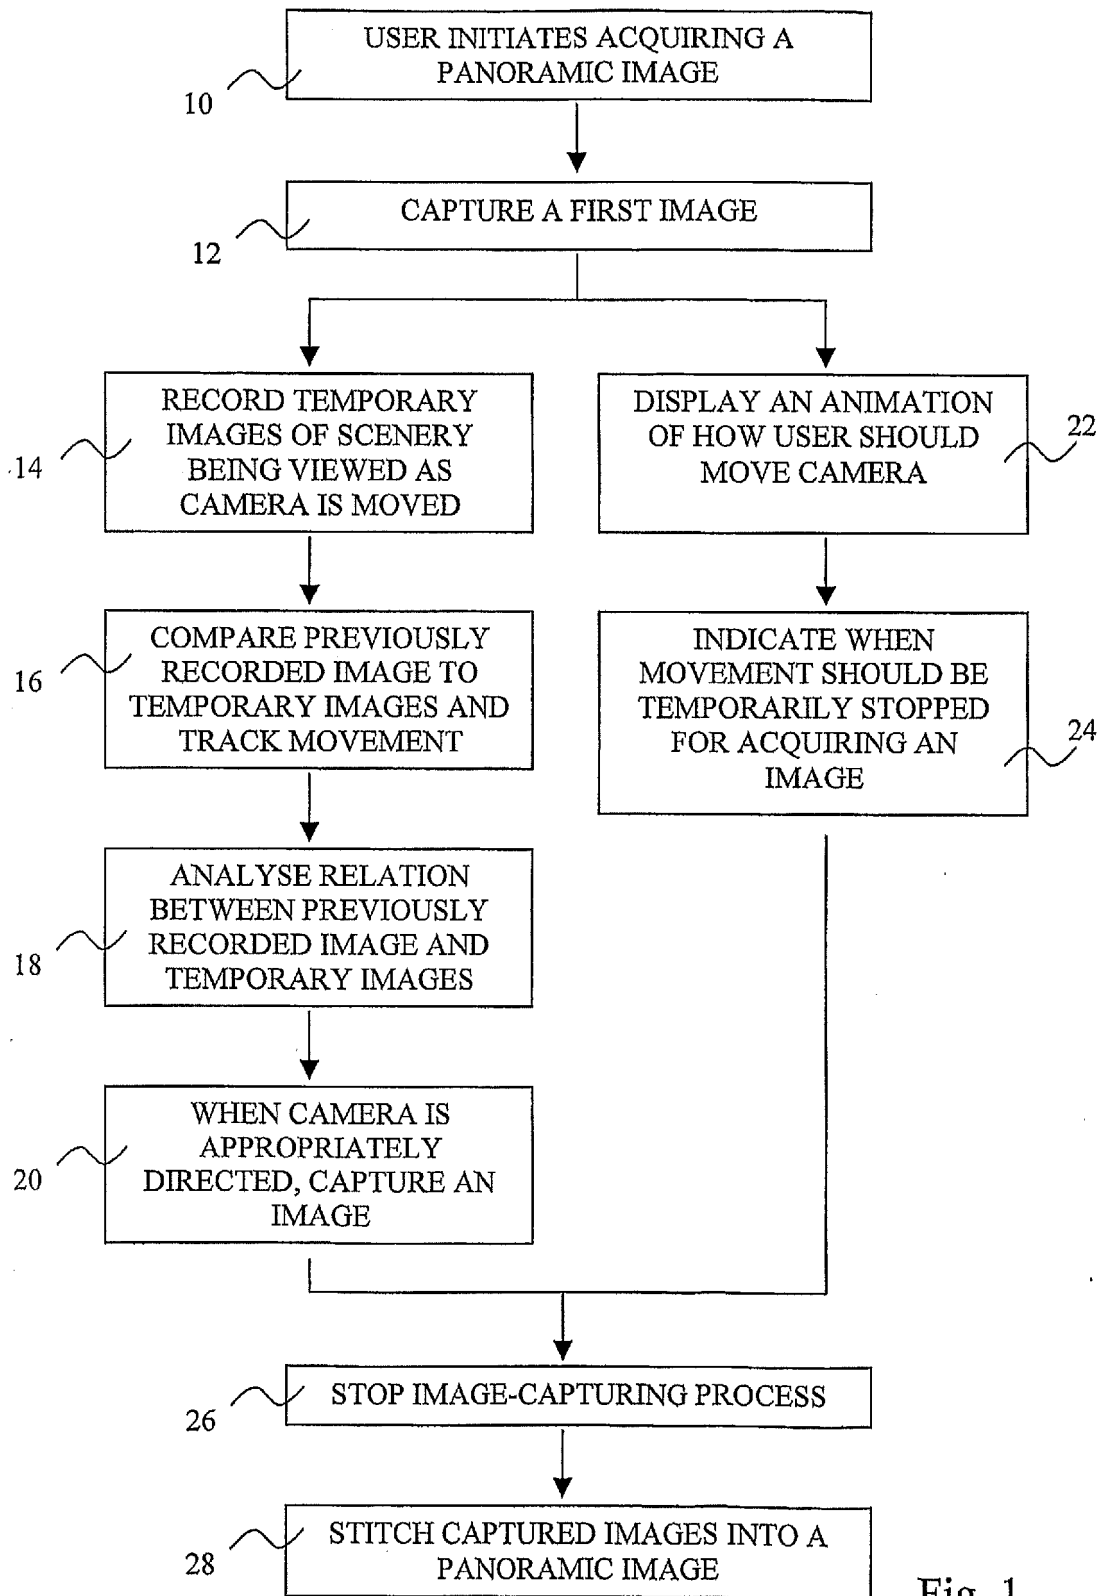 USER INITIATES ACQUIRING A
PANORAMIC IMAGE
10
CAPTURE A FIRST IMAGE
12
RECORD TEMPORARY
IMAGES OF SCENERY
BEING VIEWED AS
CAMERA IS MOVED
14
DISPLAY AN ANIMATION
OF HOW USER SHOULD
MOVE CAMERA
22
COMPARE PREVIOUSLY
RECORDED IMAGE TO
TEMPORARY IMAGES AND
TRACK MOVEMENT
16
INDICATE WHEN
MOVEMENT SHOULD BE
TEMPORARILY STOPPED
FOR ACQUIRING AN
IMAGE
24
ANALYSE RELATION
BETWEEN PREVIOUSLY
RECORDED IMAGE AND
TEMPORARY IMAGES
18
WHEN CAMERA IS
APPROPRIATELY
DIRECTED, CAPTURE AN
IMAGE
20
STOP IMAGE-CAPTURING PROCESS
26
STITCH CAPTURED IMAGES INTO A
PANORAMIC IMAGE
28
Fig. 1